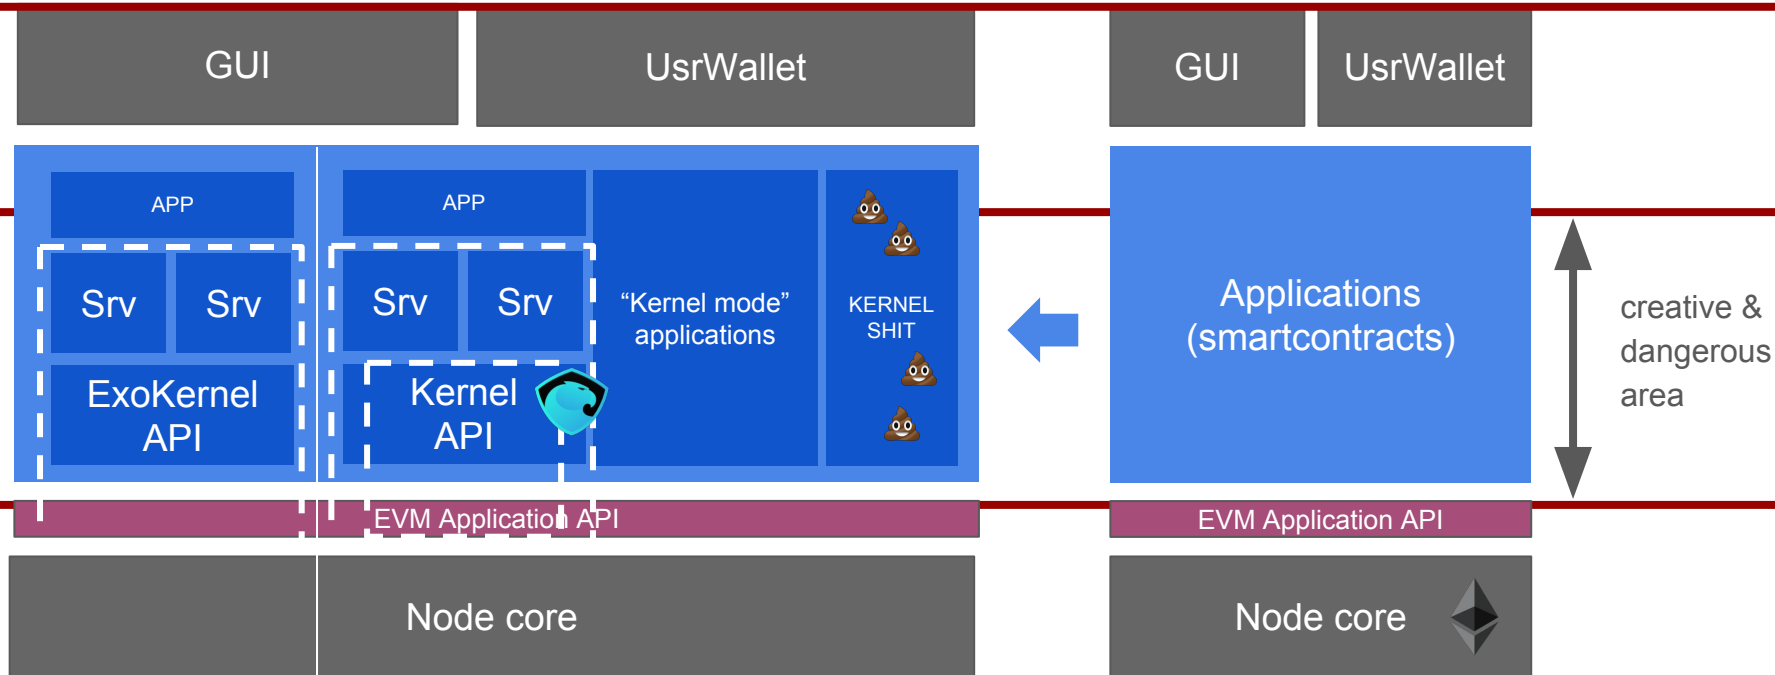 GUI
UsrWallet
GUI
UsrWallet
APP
APP
Srv
Srv
Srv
Srv
ExoKernel
API
Kernel
API
“Kernel mode”
applications
KERNEL
SHIT
Applications
(smartcontracts)
creative &
dangerous
area
EVM Application API
EVM Application API
Node core
Node core